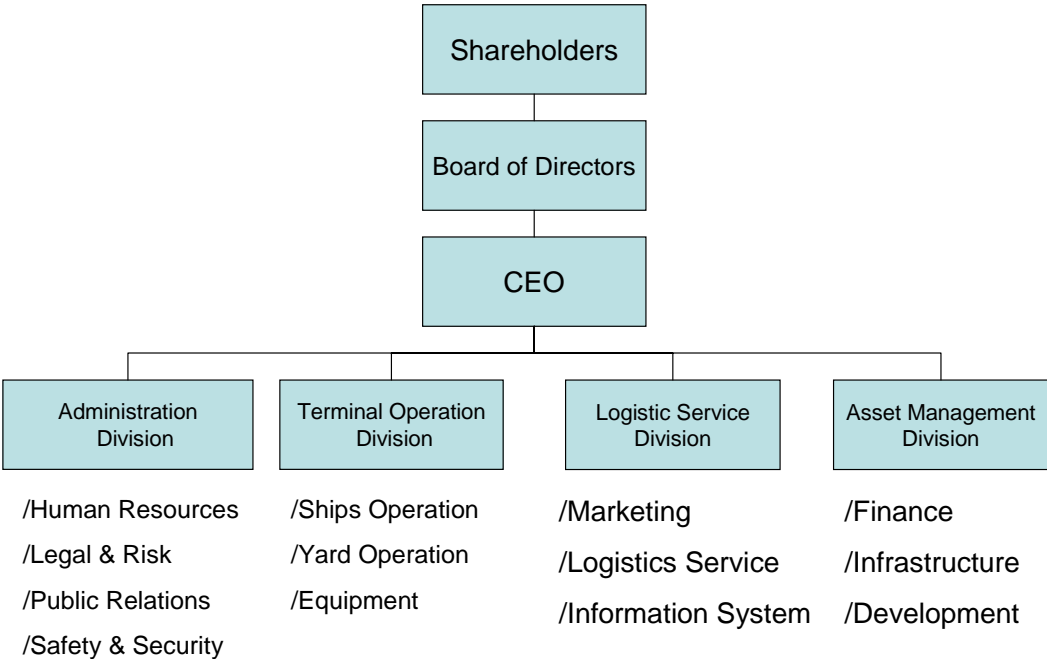 Shareholders
Board of Directors
CEO
Administration
Division
Terminal Operation
Division
Logistic Service
Division
Asset Management
Division
/Human Resources
/Legal & Risk
/Public Relations
/Safety & Security
/Ships Operation
/Yard Operation
/Equipment
/Marketing
/Logistics Service
/Information System
/Finance
/Infrastructure
/Development